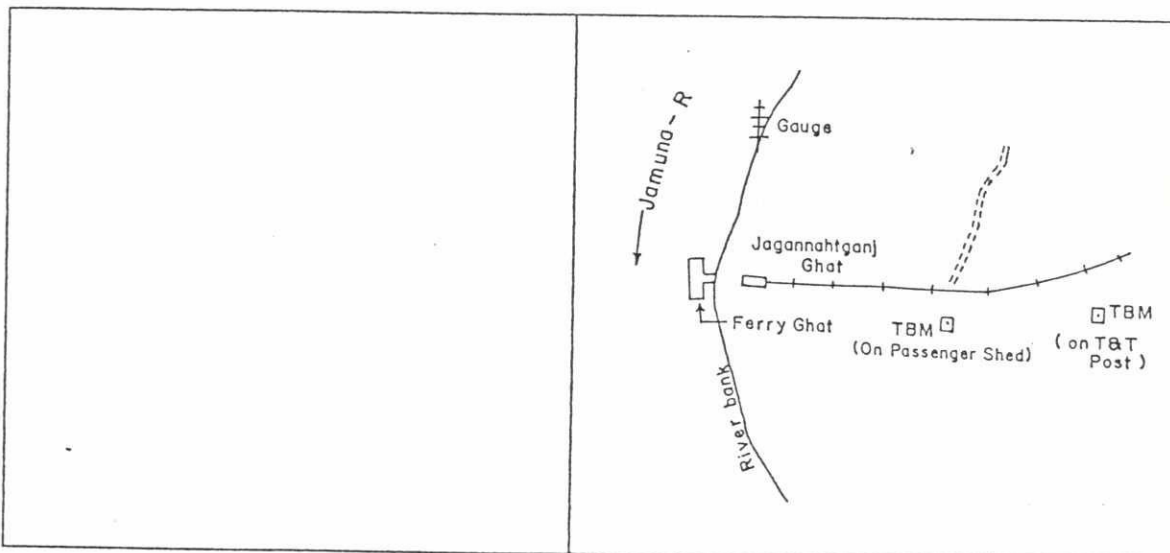 Jamuna - R
Gauge
Jagannahtganj
Ghat
Ferry Ghat
TBM
(On Passenger Shed)
TBM
( on T&T
Post )
River bank